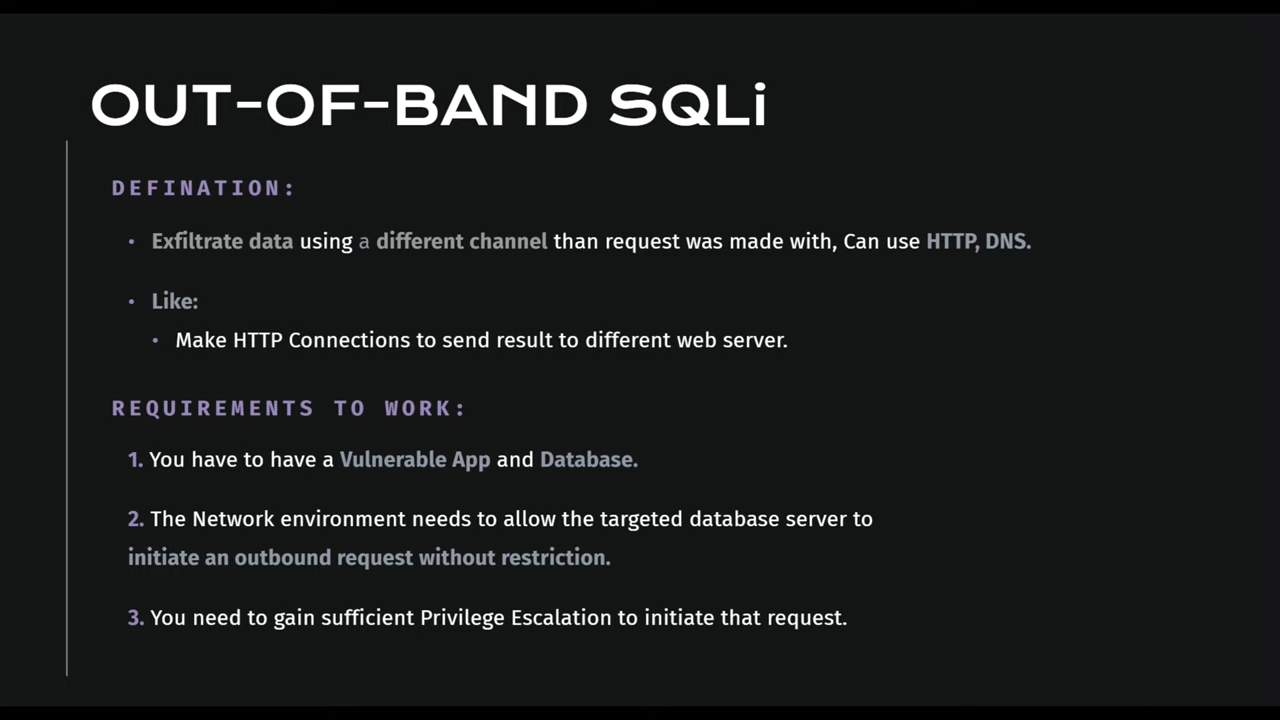 OUT-OF-BAND SQLi
DEFINATION:
• Exfiltrate data using a different channel than request was made with, Can use HTTP, DNS.
• Like:
• Make HTTP Connections to send result to different web server.
REQUIREMENTS TO WORK:
1. You have to have a Vulnerable App and Database.
2. The Network environment needs to allow the targeted database server to
initiate an outbound request without restriction.
3. You need to gain sufficient Privilege Escalation to initiate that request.